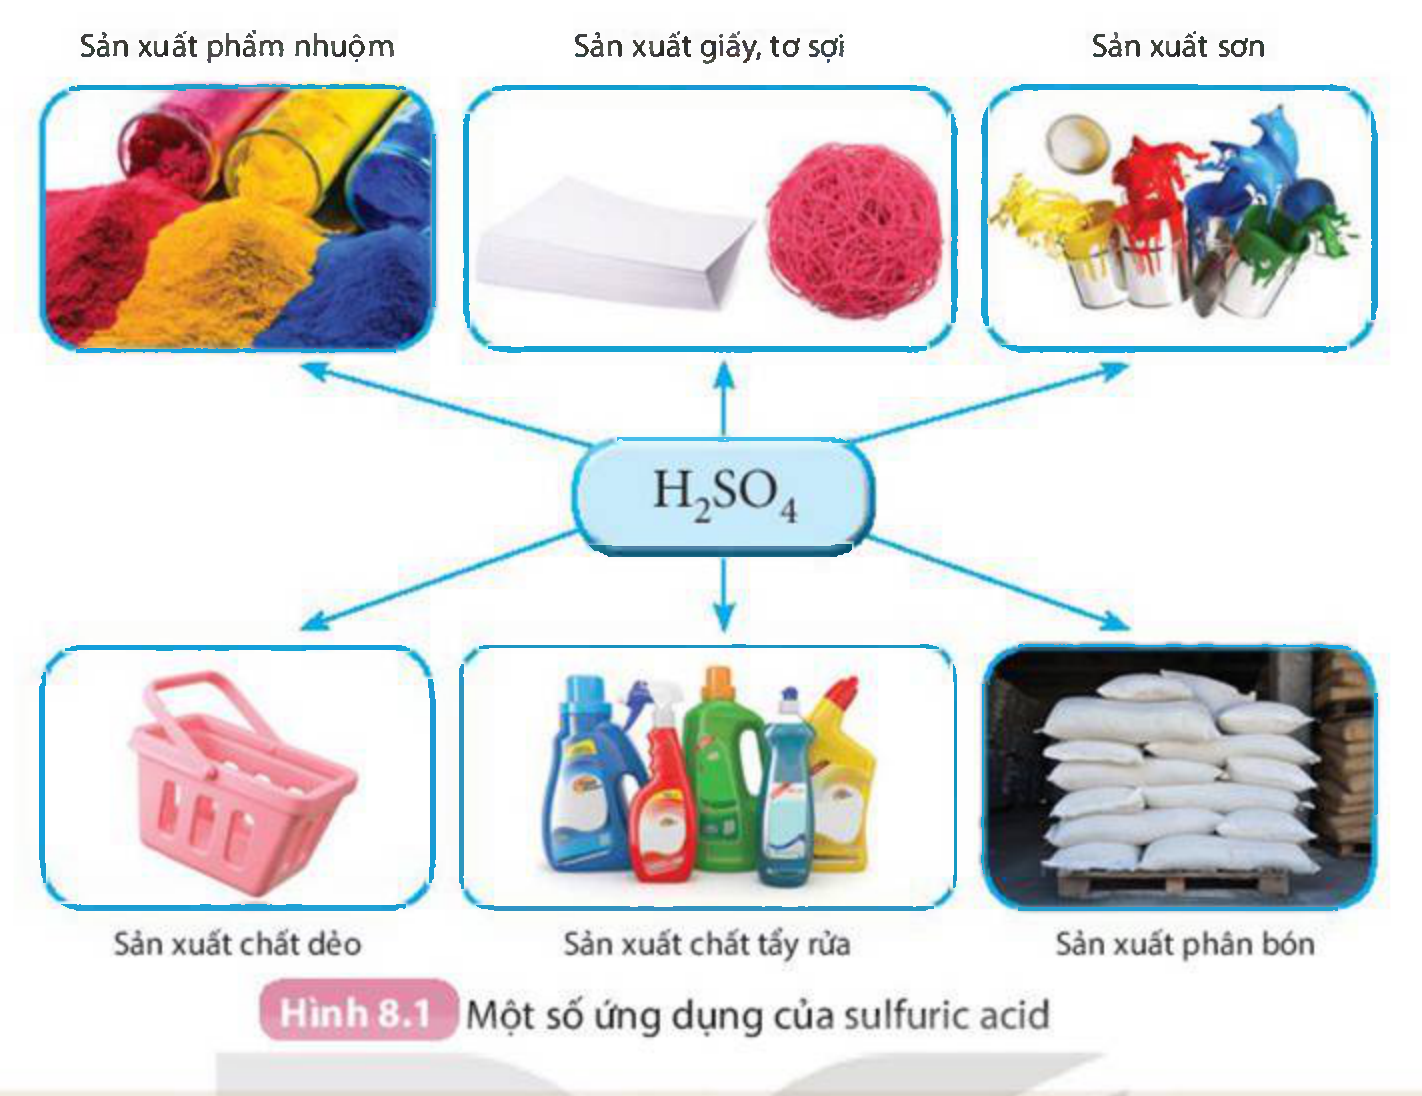 Sản xuất phẩm nhuộm
Sản xuất giấy, tơ sợi
Sản xuất sơn
H₂SO₄
Sản xuất chất dẻo
Sản xuất chất tẩy rửa
Sản xuất phân bón
Hình 8.1 Một số ứng dụng của sulfuric acid